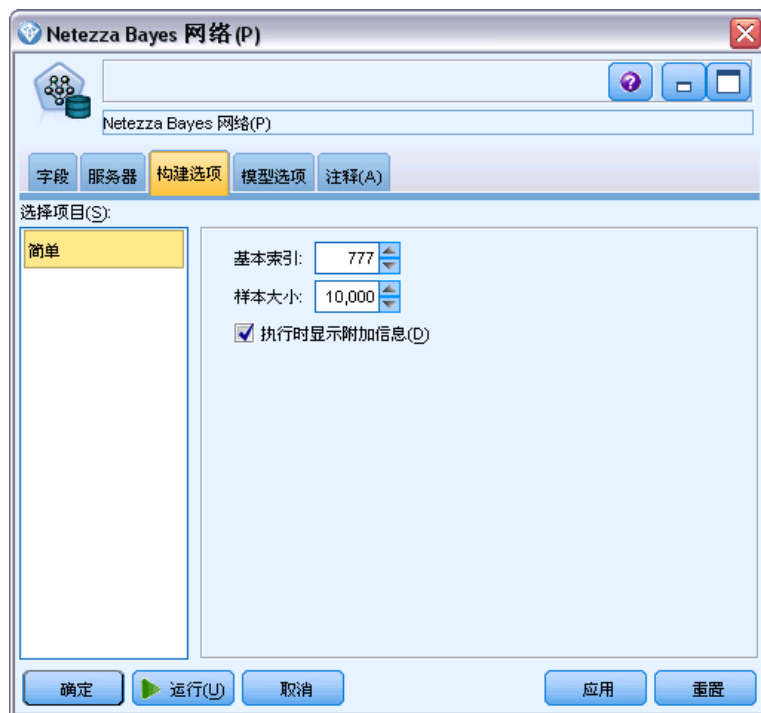 Netezza Bayes 网络(P)
Netezza Bayes 网络(P)
字段 服务器 构建选项 模型选项 注释(A)
选择项目(S):
简单
基本索引: 777
样本大小: 10,000
执行时显示附加信息(D)
确定 运行(U) 取消 应用 重置